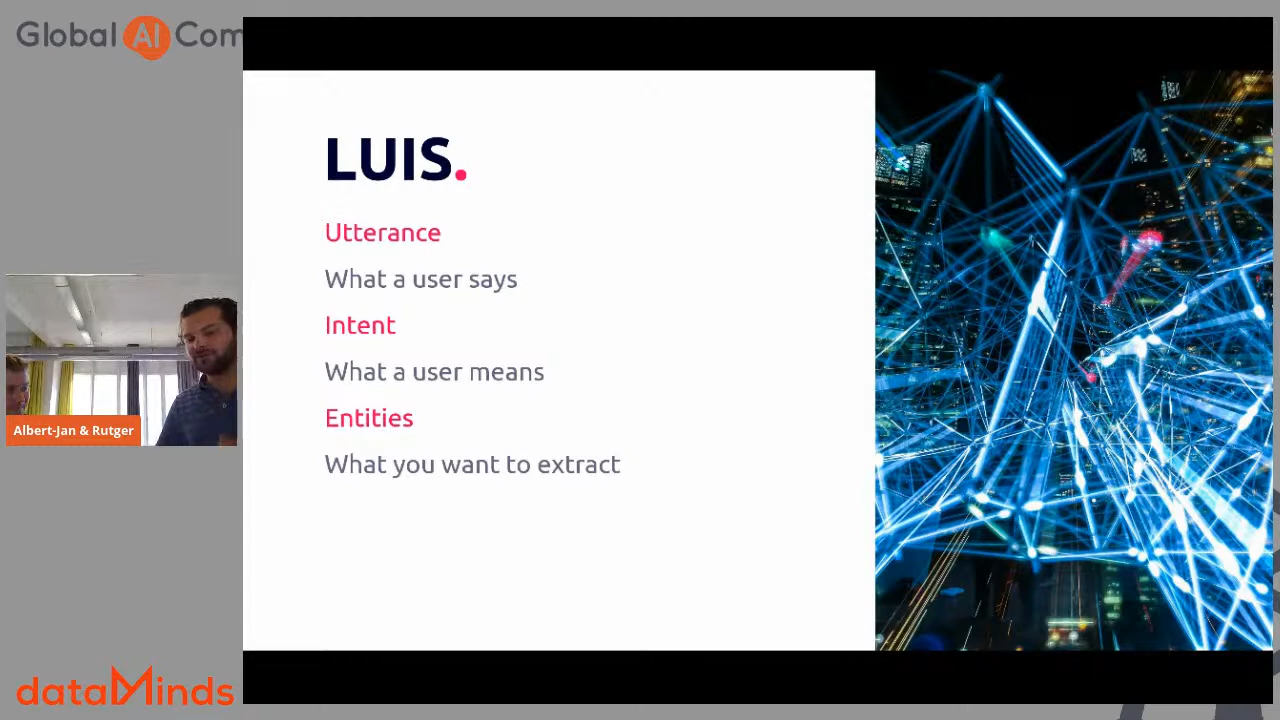 Global AI Com
LUIS.
Utterance
What a user says
Intent
What a user means
Entities
What you want to extract
Albert-Jan & Rutger
dataMinds